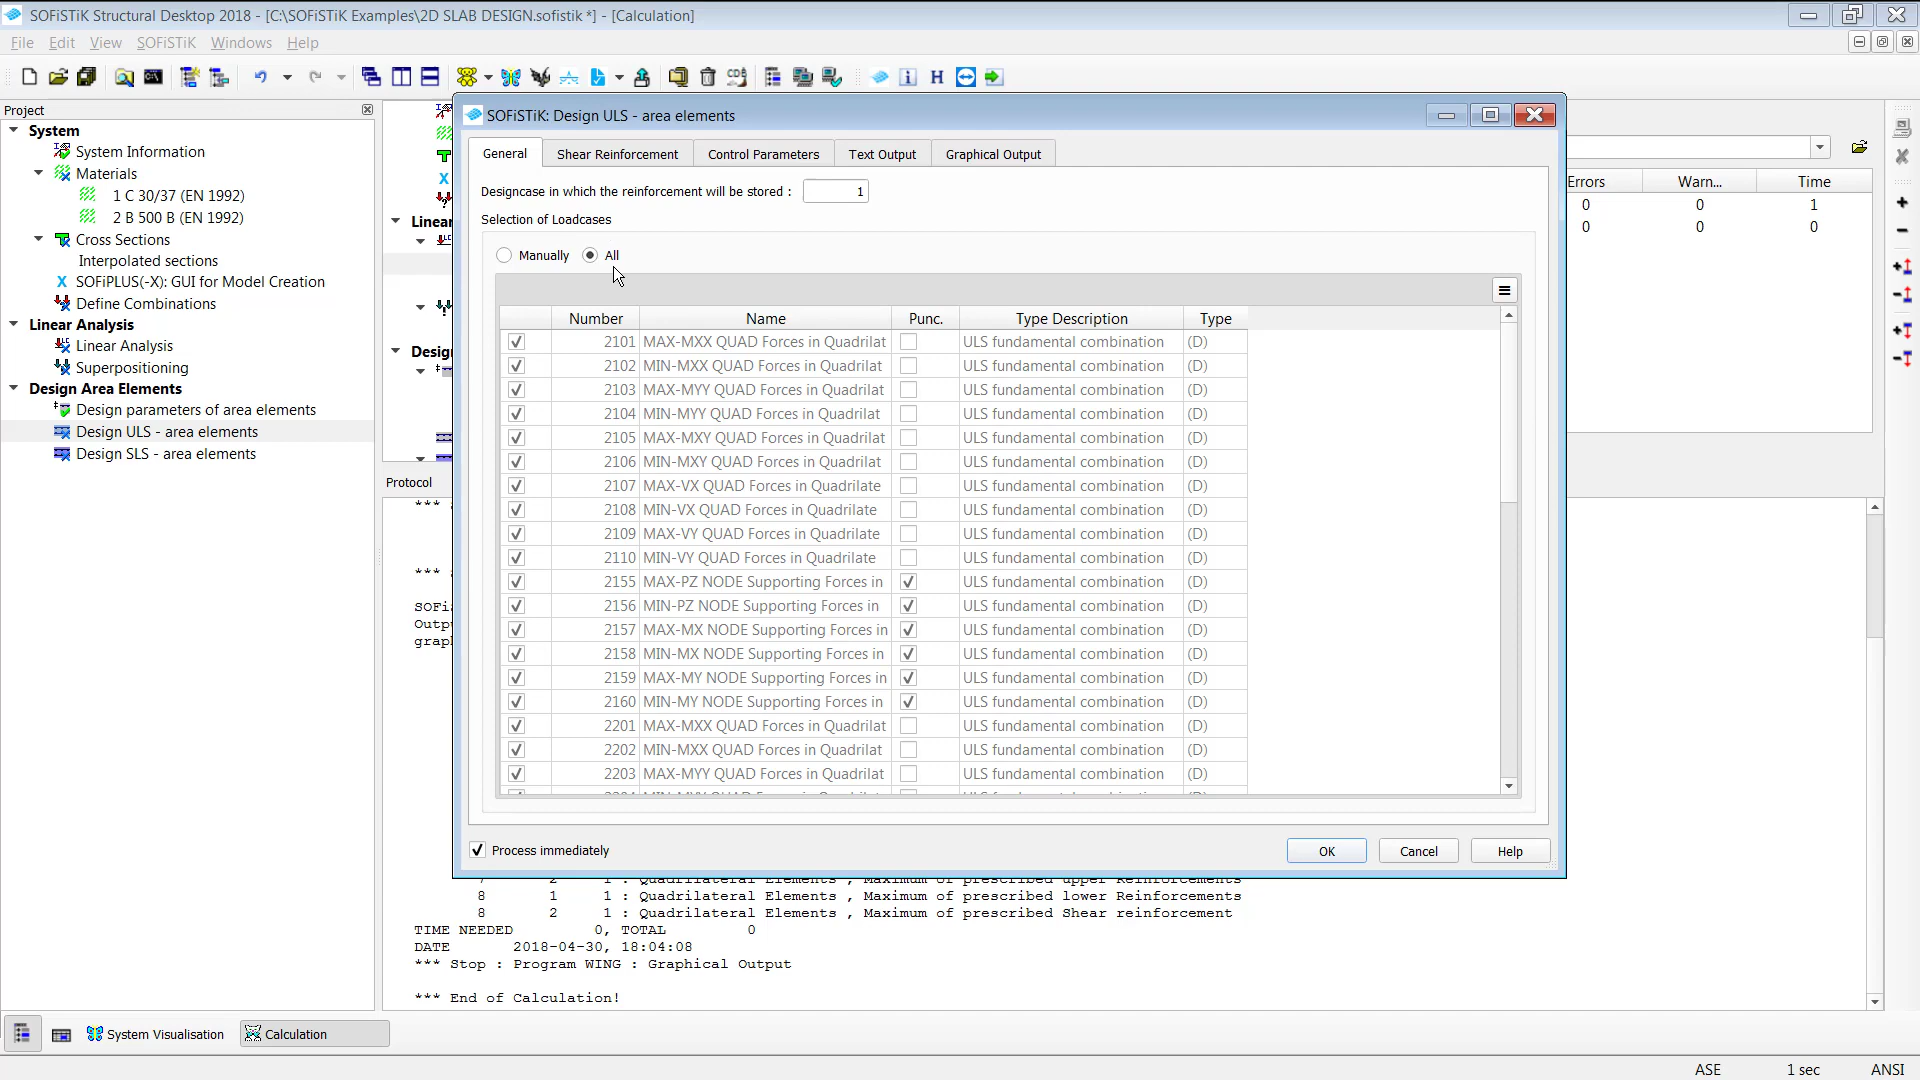 SOFiSTiK Structural Desktop 2018 - [C:\SOFiSTiK Examples\2D SLAB DESIGN.sofistik *] - [Calculation]
File Edit View SOFiSTiK Windows Help
Project
System
System Information
Materials
1 C 30/37 (EN 1992)
2 B 500 B (EN 1992)
Cross Sections
Interpolated sections
SOFiPLUS(-X): GUI for Model Creation
Define Combinations
Linear Analysis
Linear Analysis
Superpositioning
Design Area Elements
Design parameters of area elements
Design ULS - area elements
Design SLS - area elements
Linear
Desig
Protocol
SOFiSTiK: Design ULS - area elements
General Shear Reinforcement Control Parameters Text Output Graphical Output
Designcase in which the reinforcement will be stored : 1
Selection of Loadcases
Manually All
Number Name Punc. Type Description Type
2101 MAX-MXX QUAD Forces in Quadrilat ULS fundamental combination (D)
2102 MIN-MXX QUAD Forces in Quadrilat ULS fundamental combination (D)
2103 MAX-MYY QUAD Forces in Quadrilat ULS fundamental combination (D)
2104 MIN-MYY QUAD Forces in Quadrilat ULS fundamental combination (D)
2105 MAX-MXY QUAD Forces in Quadrilat ULS fundamental combination (D)
2106 MIN-MXY QUAD Forces in Quadrilat ULS fundamental combination (D)
2107 MAX-VX QUAD Forces in Quadrilate ULS fundamental combination (D)
2108 MIN-VX QUAD Forces in Quadrilate ULS fundamental combination (D)
2109 MAX-VY QUAD Forces in Quadrilate ULS fundamental combination (D)
2110 MIN-VY QUAD Forces in Quadrilate ULS fundamental combination (D)
2155 MAX-PZ NODE Supporting Forces in ULS fundamental combination (D)
2156 MIN-PZ NODE Supporting Forces in ULS fundamental combination (D)
2157 MAX-MX NODE Supporting Forces in ULS fundamental combination (D)
2158 MIN-MX NODE Supporting Forces in ULS fundamental combination (D)
2159 MAX-MY NODE Supporting Forces in ULS fundamental combination (D)
2160 MIN-MY NODE Supporting Forces in ULS fundamental combination (D)
2201 MAX-MXX QUAD Forces in Quadrilat ULS fundamental combination (D)
2202 MIN-MXX QUAD Forces in Quadrilat ULS fundamental combination (D)
2203 MAX-MYY QUAD Forces in Quadrilat ULS fundamental combination (D)
Process immediately OK Cancel Help
Errors Warn... Time
0 0 1
0 0 0
***
***
SOFi
Outpu
grap
7 2 1 : Quadrilateral Elements , Maximum of prescribed upper Reinforcements
8 1 1 : Quadrilateral Elements , Maximum of prescribed lower Reinforcements
8 2 1 : Quadrilateral Elements , Maximum of prescribed Shear reinforcement
TIME NEEDED 0, TOTAL 0
DATE 2018-04-30, 18:04:08
*** Stop : Program WING : Graphical Output
*** End of Calculation!
System Visualisation Calculation
ASE 1 sec ANSI